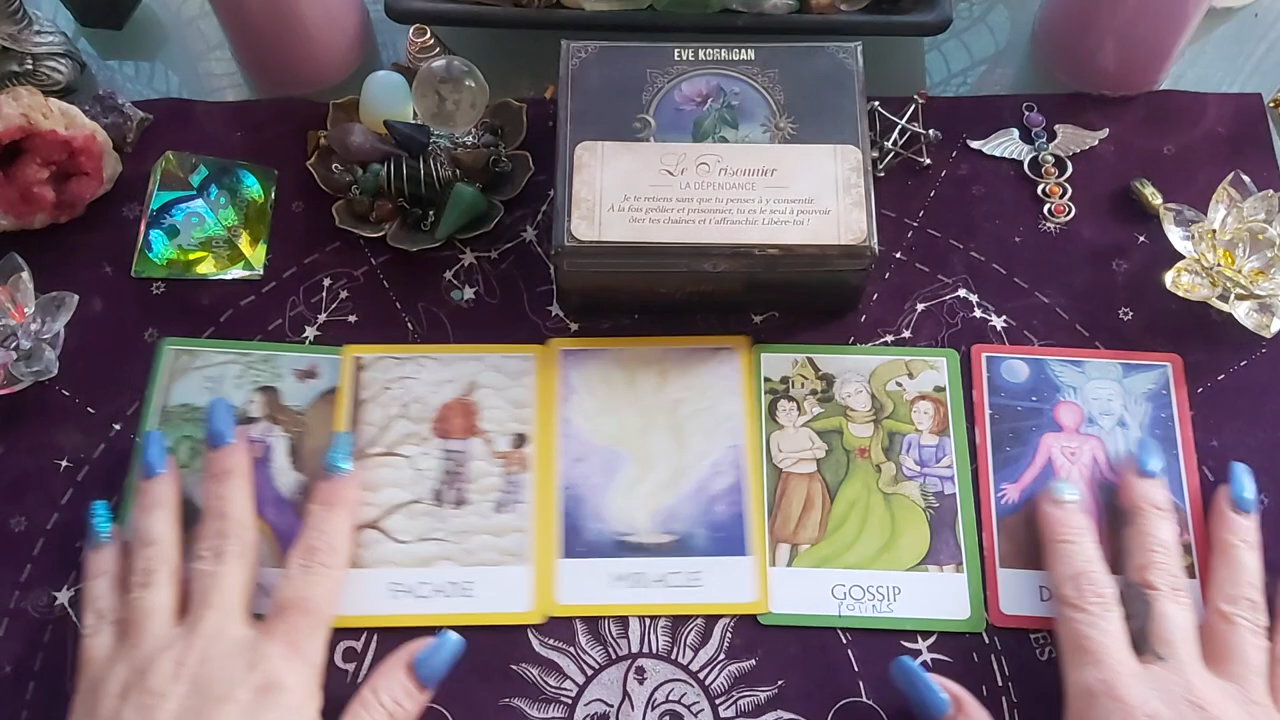 EVE KORRIGAN
Le Prisonnier
LA DÉPENDANCE
Je te retiens sans que tu penses à y consentir.
À la fois geôlier et prisonnier, tu es le seul à pouvoir
ôter tes chaînes et t'affranchir. Libère-toi !
MIRACLE
GOSSIP
potins